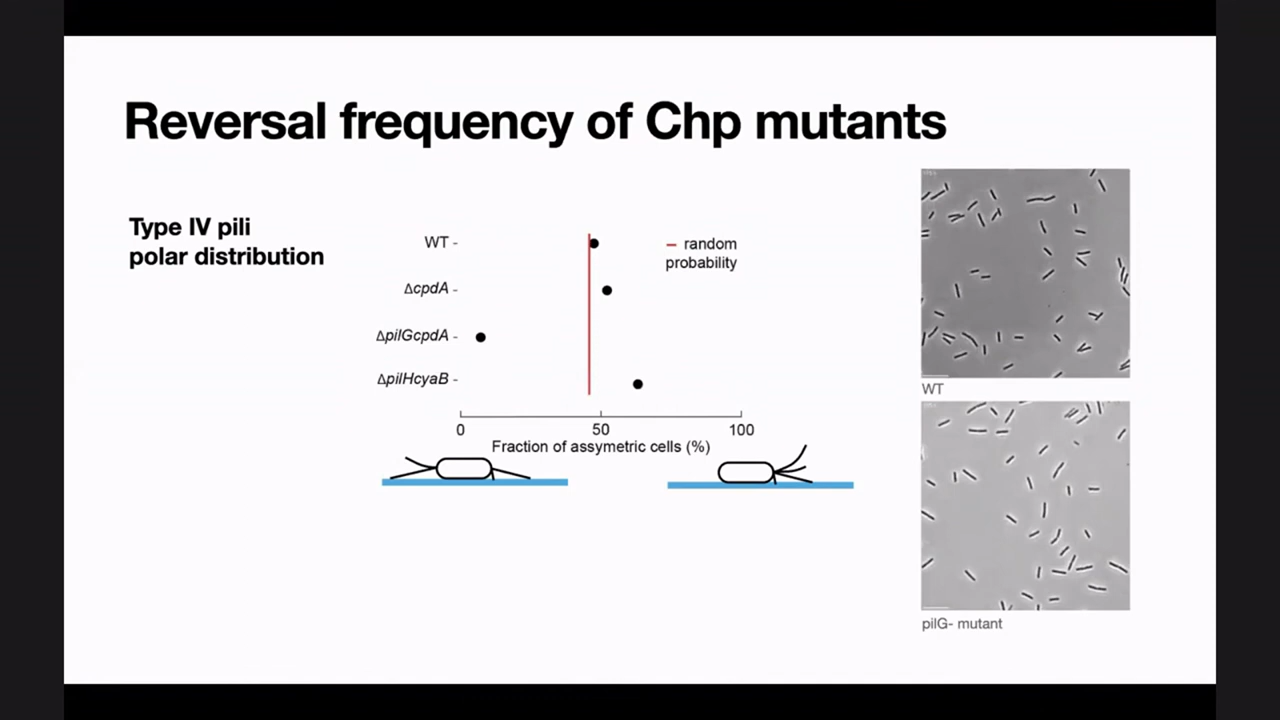 Reversal frequency of Chp mutants
Type IV pili
polar distribution
WT -
ΔcpdA -
ΔpilGcpdA -
ΔpilHcyaB -
random
probability
0 50 100
Fraction of assymetric cells (%)
WT
pilG- mutant